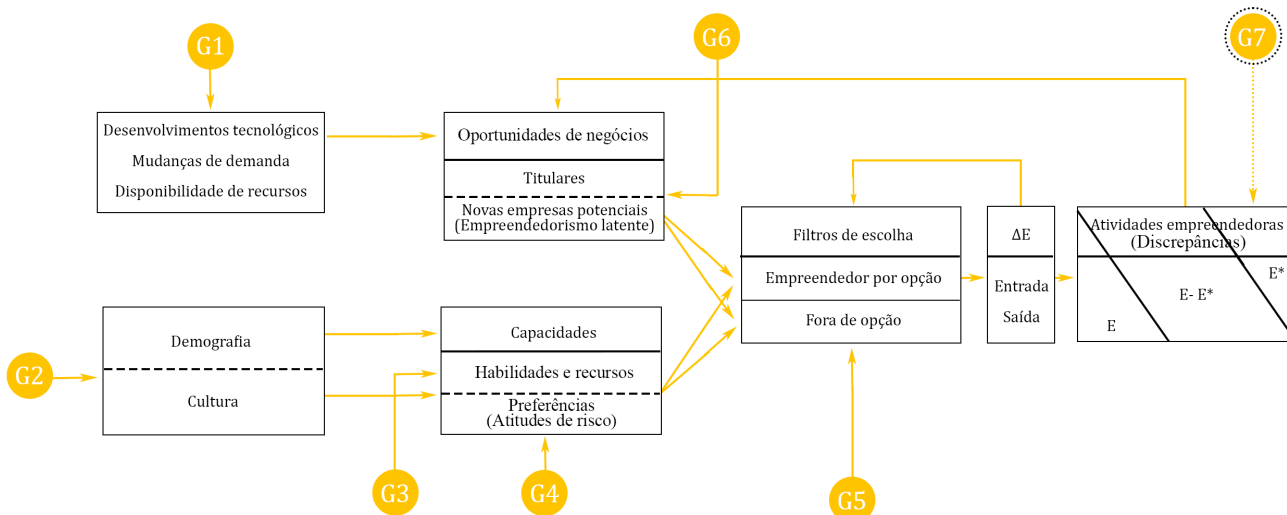 G1
G6
G7
Desenvolvimentos tecnológicos
Mudanças de demanda
Disponibilidade de recursos
Oportunidades de negócios
Titulares
Novas empresas potenciais
(Empreendedorismo latente)
Filtros de escolha
Empreendedor por opção
Fora de opção
ΔE
Entrada
Saída
Atividades empreendedoras
(Discrepâncias)
E*
E- E*
E
G2
Demografia
Cultura
Capacidades
Habilidades e recursos
Preferências
(Atitudes de risco)
G3
G4
G5